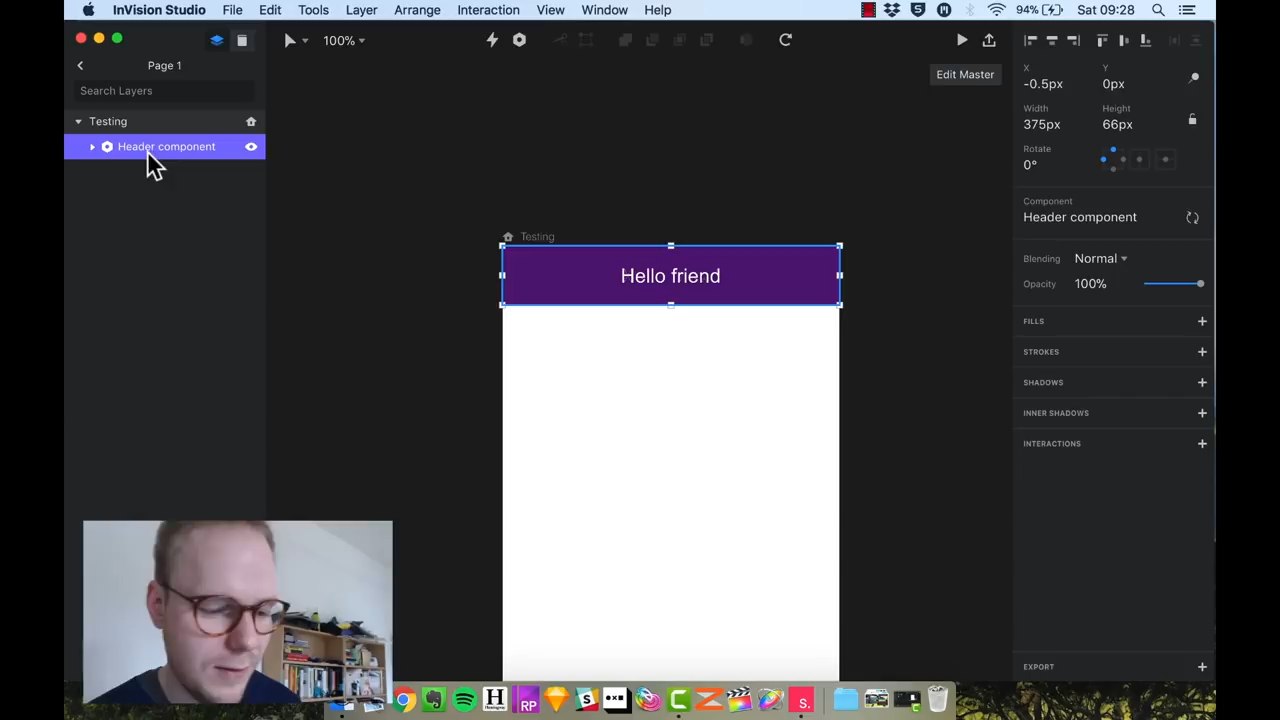 InVision Studio File Edit Tools Layer Arrange Interaction View Window Help 94% Sat 09:28
Page 1
100%
Search Layers
Edit Master
Testing
Header component
Testing
Hello friend
X Y
-0.5px 0px
Width Height
375px 66px
Rotate
0°
Component
Header component
Blending Normal
Opacity 100%
FILLS
STROKES
SHADOWS
INNER SHADOWS
INTERACTIONS
EXPORT
H RP S.